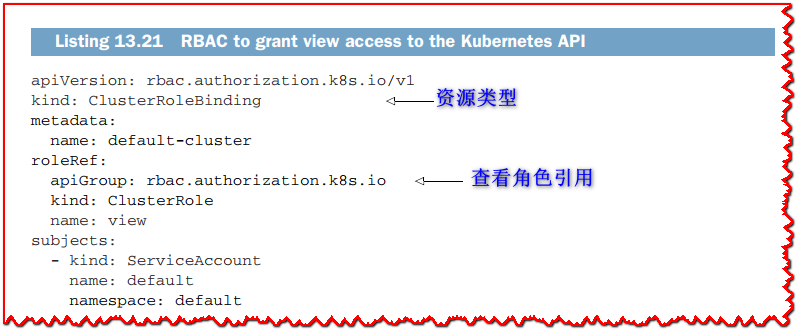 Listing 13.21 RBAC to grant view access to the Kubernetes API
apiVersion: rbac.authorization.k8s.io/v1
kind: ClusterRoleBinding 资源类型
metadata:
  name: default-cluster
roleRef:
  apiGroup: rbac.authorization.k8s.io 查看角色引用
  kind: ClusterRole
  name: view
subjects:
  - kind: ServiceAccount
    name: default
    namespace: default